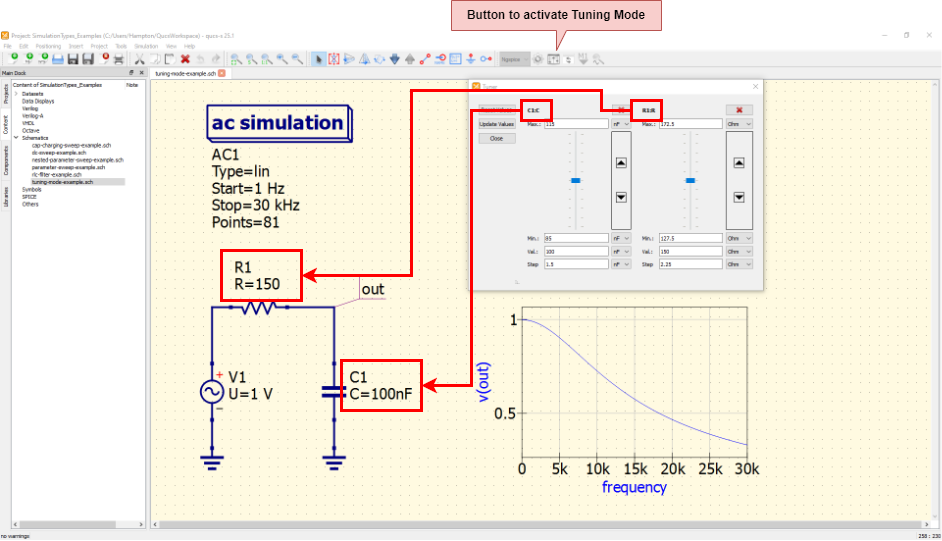 Button to activate Tuning Mode
Project: SimulationTypes_Examples (C:/Users/Hampton/QucsWorkspace) - qucs-s 25.1
File Edit Positioning Insert Project Tools Simulation View Help
Ngspice
Main Dock
tuning-mode-example.sch
Projects
Content
Components
Libraries
Content of SimulationTypes_Examples Note
Datasets
Data Displays
Verilog
Verilog-A
VHDL
Octave
Schematics
cap-charging-sweep-example.sch
dc-sweep-example.sch
nested-parameter-sweep-example.sch
parameter-sweep-example.sch
rlc-filter-example.sch
tuning-mode-example.sch
Symbols
SPICE
Others
ac simulation
AC1
Type=lin
Start=1 Hz
Stop=30 kHz
Points=81
R1
R=150
out
V1
U=1 V
C1
C=100nF
Tuner
Update Values
Close
C1:C
Max.: 115 nF
Min.: 85 nF
Val.: 100 nF
Step 1.5 nF
R1:R
Max.: 172.5 Ohm
Min.: 127.5 Ohm
Val.: 150 Ohm
Step 2.25 Ohm
1
0.5
v(out)
0 5k 10k 15k 20k 25k 30k
frequency
no warnings
258 : 230